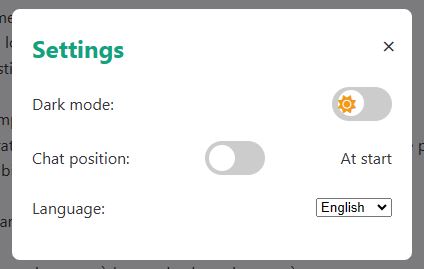 Settings
×
Dark mode:
Chat position:
At start
Language:
English